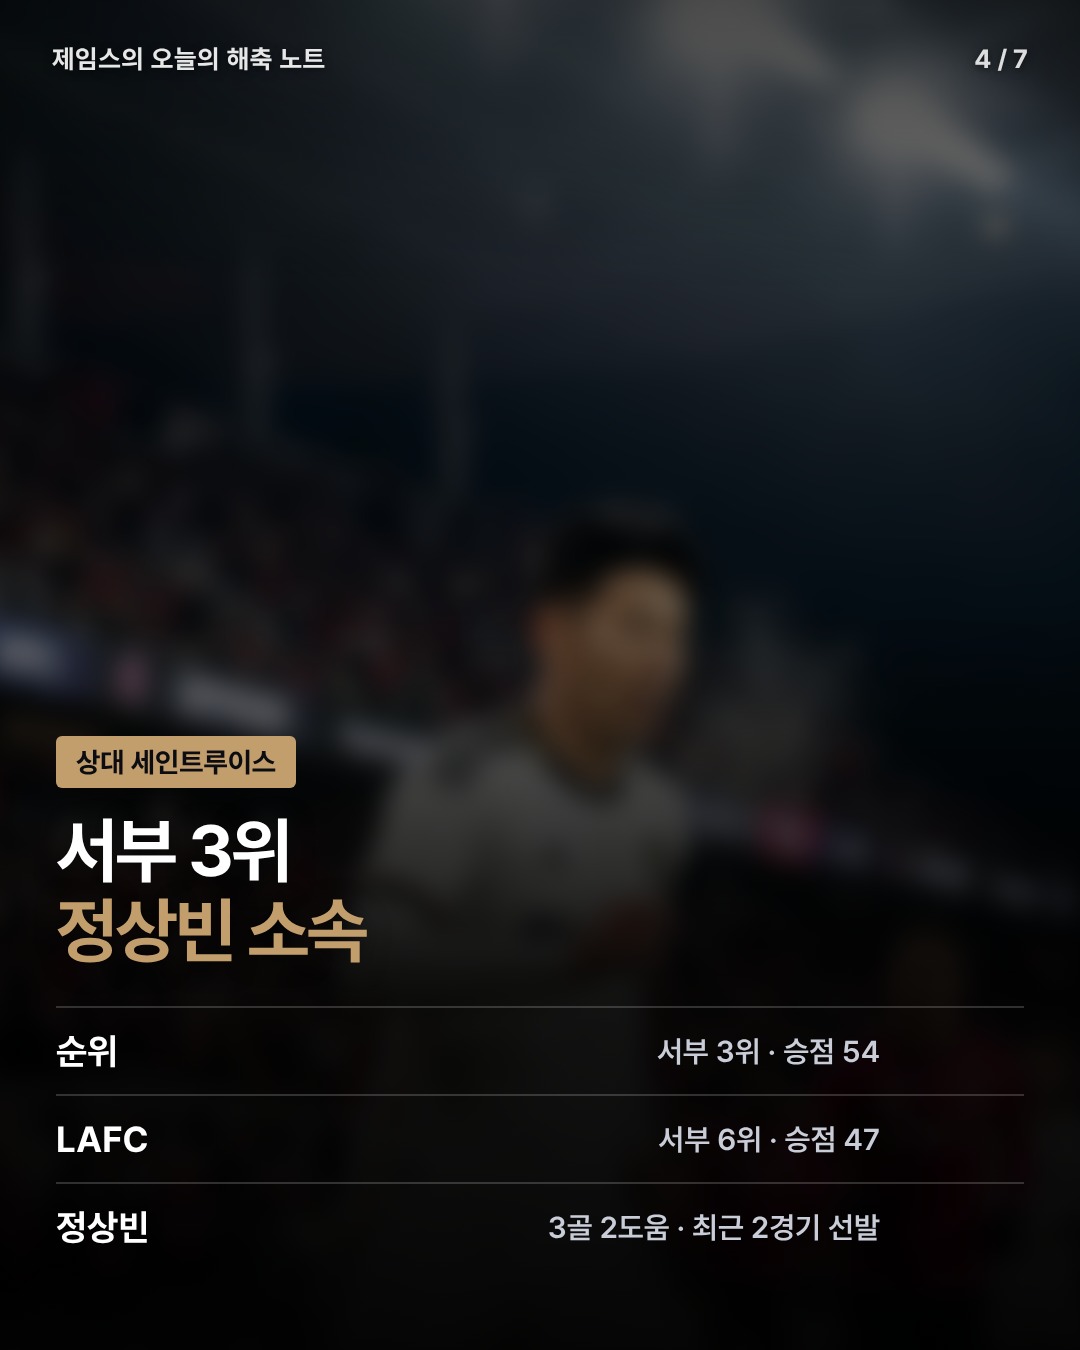 제임스의 오늘의 해축 노트
4 / 7
상대 세인트루이스
서부 3위
정상빈 소속
순위 서부 3위 · 승점 54
LAFC 서부 6위 · 승점 47
정상빈 3골 2도움 · 최근 2경기 선발